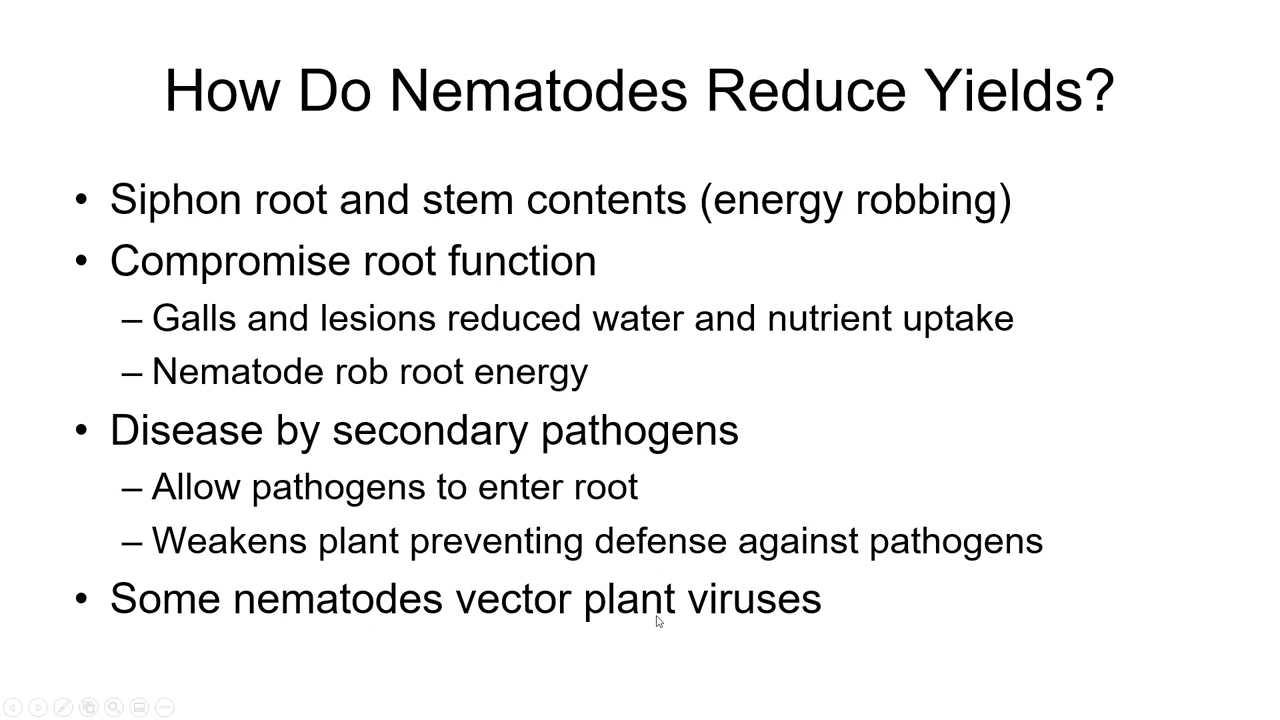 How Do Nematodes Reduce Yields?
• Siphon root and stem contents (energy robbing)
• Compromise root function
– Galls and lesions reduced water and nutrient uptake
– Nematode rob root energy
• Disease by secondary pathogens
– Allow pathogens to enter root
– Weakens plant preventing defense against pathogens
• Some nematodes vector plant viruses